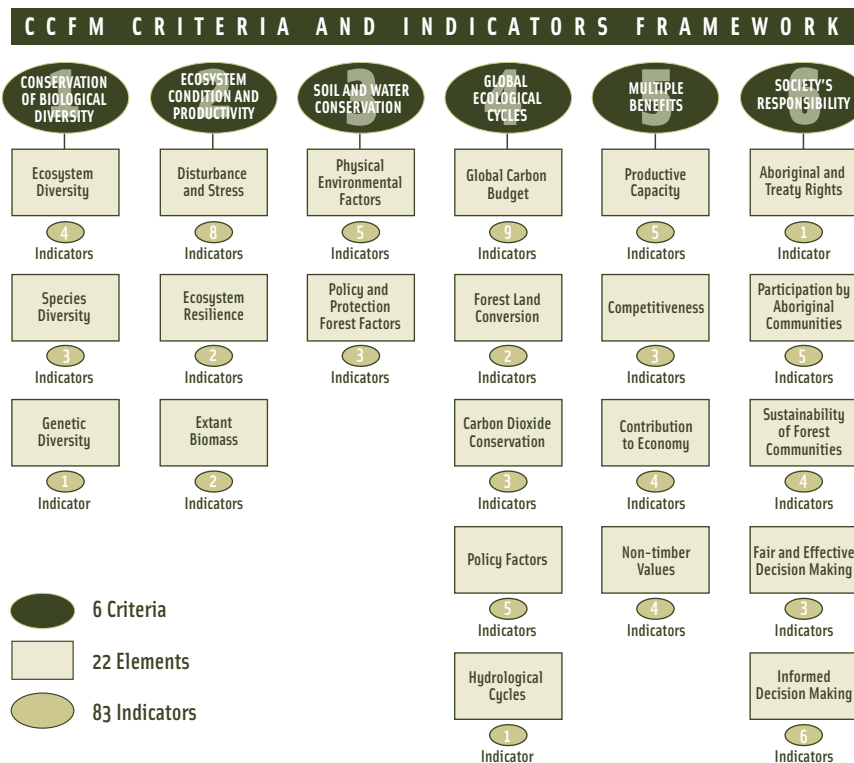 CCFM CRITERIA AND INDICATORS FRAMEWORK
1
CONSERVATION
OF BIOLOGICAL
DIVERSITY
Ecosystem
Diversity
4
Indicators
Species
Diversity
3
Indicators
Genetic
Diversity
1
Indicator
2
ECOSYSTEM
CONDITION AND
PRODUCTIVITY
Disturbance
and Stress
8
Indicators
Ecosystem
Resilience
2
Indicators
Extant
Biomass
2
Indicators
3
SOIL AND WATER
CONSERVATION
Physical
Environmental
Factors
5
Indicators
Policy and
Protection
Forest Factors
3
Indicators
4
GLOBAL
ECOLOGICAL
CYCLES
Global Carbon
Budget
9
Indicators
Forest Land
Conversion
2
Indicators
Carbon Dioxide
Conservation
3
Indicators
Policy Factors
5
Indicators
Hydrological
Cycles
1
Indicator
5
MULTIPLE
BENEFITS
Productive
Capacity
5
Indicators
Competitiveness
3
Indicators
Contribution
to Economy
4
Indicators
Non-timber
Values
4
Indicators
6
SOCIETY'S
RESPONSIBILITY
Aboriginal and
Treaty Rights
1
Indicator
Participation by
Aboriginal
Communities
5
Indicators
Sustainability
of Forest
Communities
4
Indicators
Fair and Effective
Decision Making
3
Indicators
Informed
Decision Making
6
Indicators
6 Criteria
22 Elements
83 Indicators